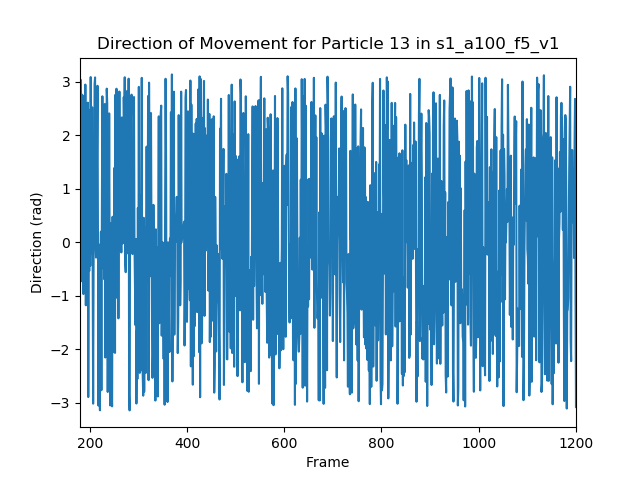 Direction of Movement for Particle 13 in s1_a100_f5_v1
Direction (rad)
3
2
1
0
−1
−2
−3
200 400 600 800 1000 1200
Frame